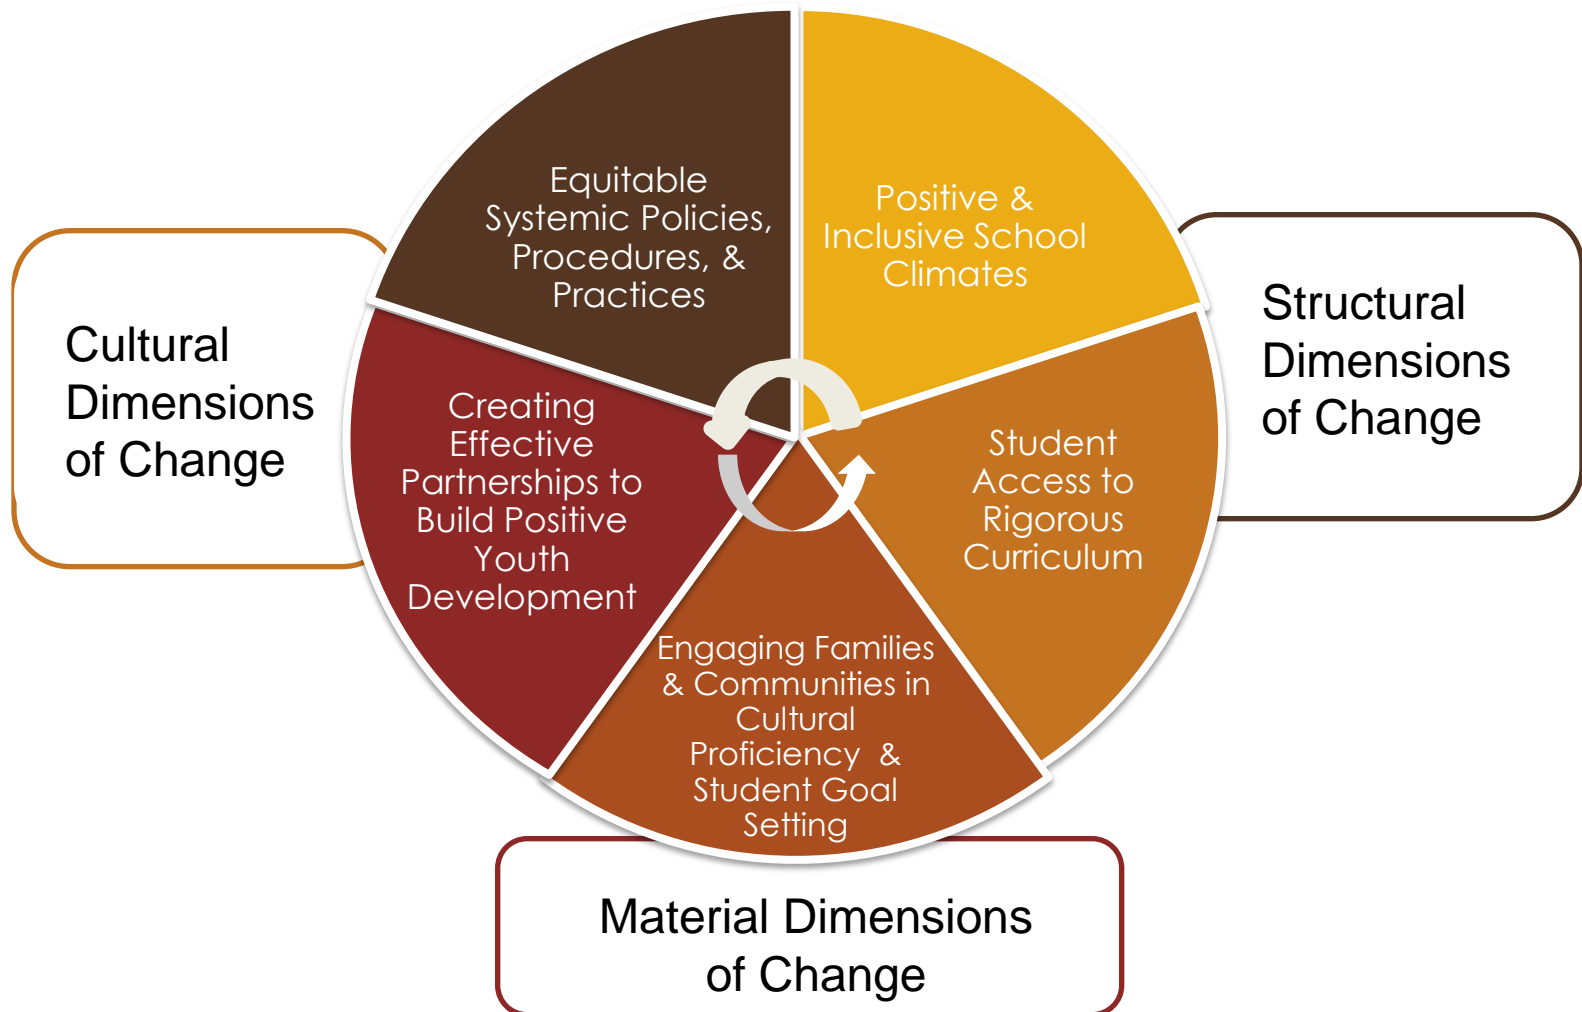 Equitable
Systemic Policies,
Procedures, &
Practices
Positive &
Inclusive School
Climates
Cultural
Dimensions
of Change
Structural
Dimensions
of Change
Creating
Effective
Partnerships to
Build Positive
Youth
Development
Student
Access to
Rigorous
Curriculum
Engaging Families
& Communities in
Cultural
Proficiency &
Student Goal
Setting
Material Dimensions
of Change